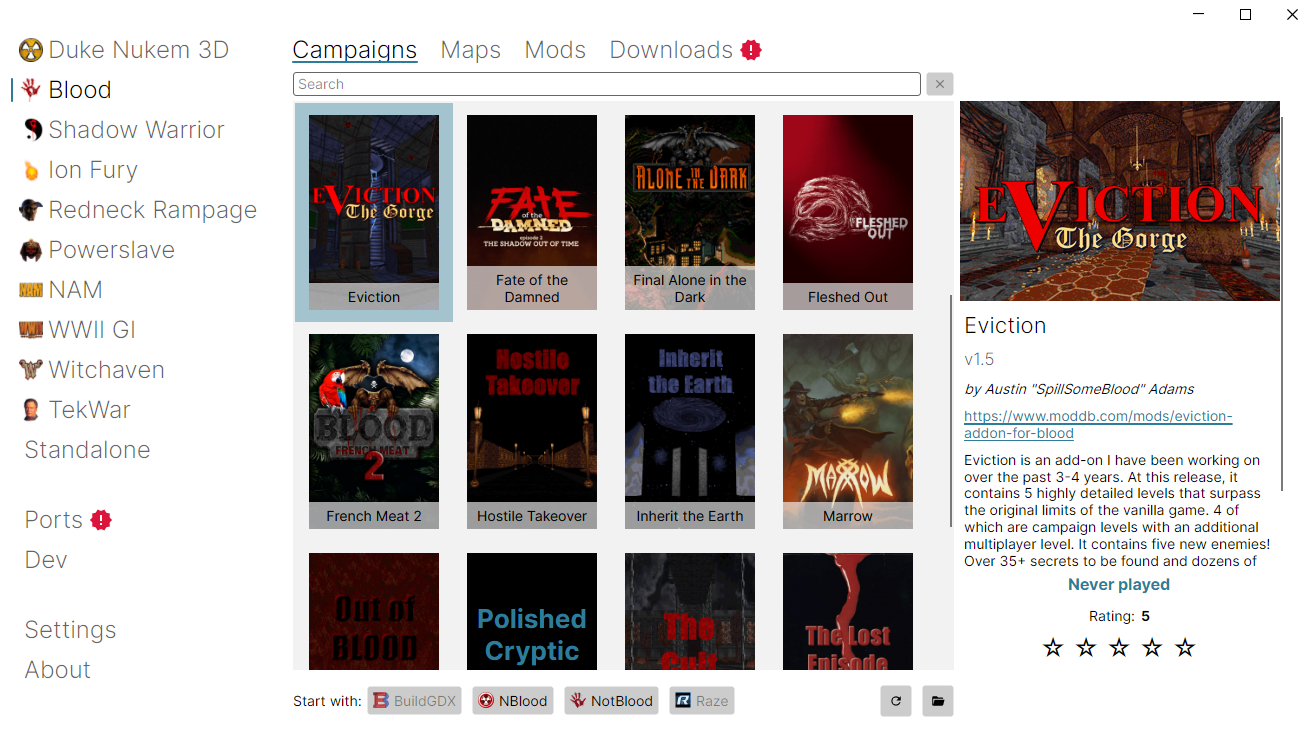 Duke Nukem 3D
Blood
Shadow Warrior
Ion Fury
Redneck Rampage
Powerslave
NAM
WWII GI
Witchaven
TekWar
Standalone
Ports
Dev
Settings
About
Campaigns Maps Mods Downloads
Search
EVICTION
The Gorge
Eviction
FATE
of the
DAMNED
episode 2
THE SHADOW OUT OF TIME
Fate of the
Damned
ALONE IN THE DARK
Final Alone in the
Dark
FLESHED
OUT
Fleshed Out
BLOOD
FRENCH MEAT
2
French Meat 2
Hostile
Takeover
Hostile Takeover
Inherit
the Earth
Inherit the Earth
MARROW
Marrow
Out of
BLOOD
Polished
Cryptic
The
Cult
The Lost
Episode
Start with: BuildGDX NBlood NotBlood Raze
EVICTION
The Gorge
Eviction
v1.5
by Austin "SpillSomeBlood" Adams
https://www.moddb.com/mods/eviction-
addon-for-blood
Eviction is an add-on I have been working on
over the past 3-4 years. At this release, it
contains 5 highly detailed levels that surpass
the original limits of the vanilla game. 4 of
which are campaign levels with an additional
multiplayer level. It contains five new enemies!
Over 35+ secrets to be found and dozens of
Never played
Rating: 5